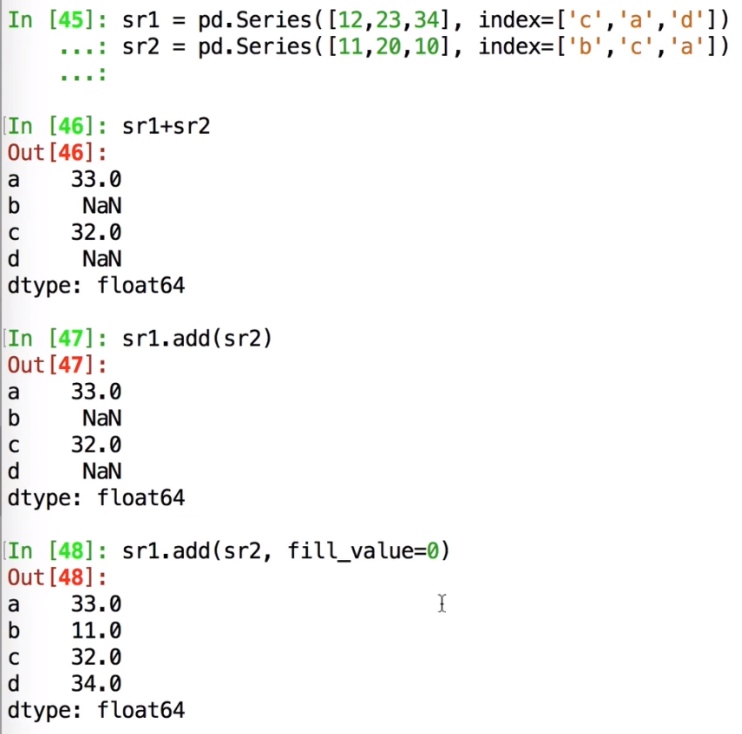 In [45]: sr1 = pd.Series([12,23,34], index=['c','a','d'])
...: sr2 = pd.Series([11,20,10], index=['b','c','a'])
...:
[In [46]: sr1+sr2
Out[46]:
a    33.0
b     NaN
c    32.0
d     NaN
dtype: float64
[In [47]: sr1.add(sr2)
Out[47]:
a    33.0
b     NaN
c    32.0
d     NaN
dtype: float64
[In [48]: sr1.add(sr2, fill_value=0)
Out[48]:
a    33.0
b    11.0
c    32.0
d    34.0
dtype: float64